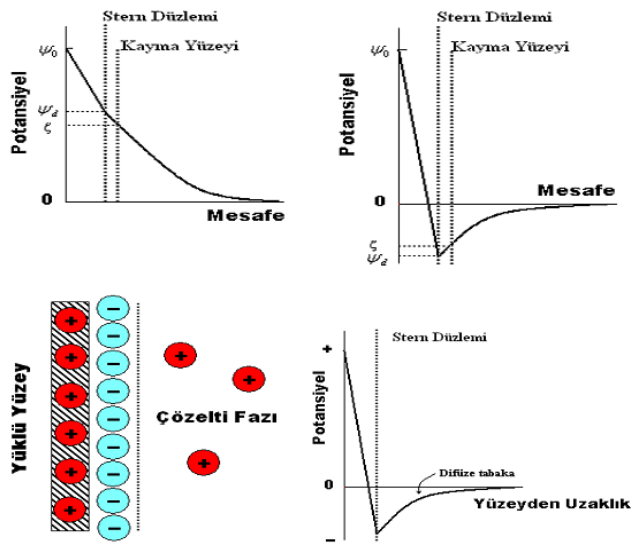 Stern Düzlemi
Kayma Yüzeyi
Potansiyel
ψ₀
ψd
ζ
0
Mesafe
Stern Düzlemi
Kayma Yüzeyi
Potansiyel
ψ₀
0
Mesafe
ζ
ψd
Yüklü Yüzey
+
+
+
+
+
+
−
−
−
−
−
−
−
−
−
+
+
+
Çözelti Fazı
Stern Düzlemi
Potansiyel
+
0
−
Difüze tabaka
Yüzeyden Uzaklık